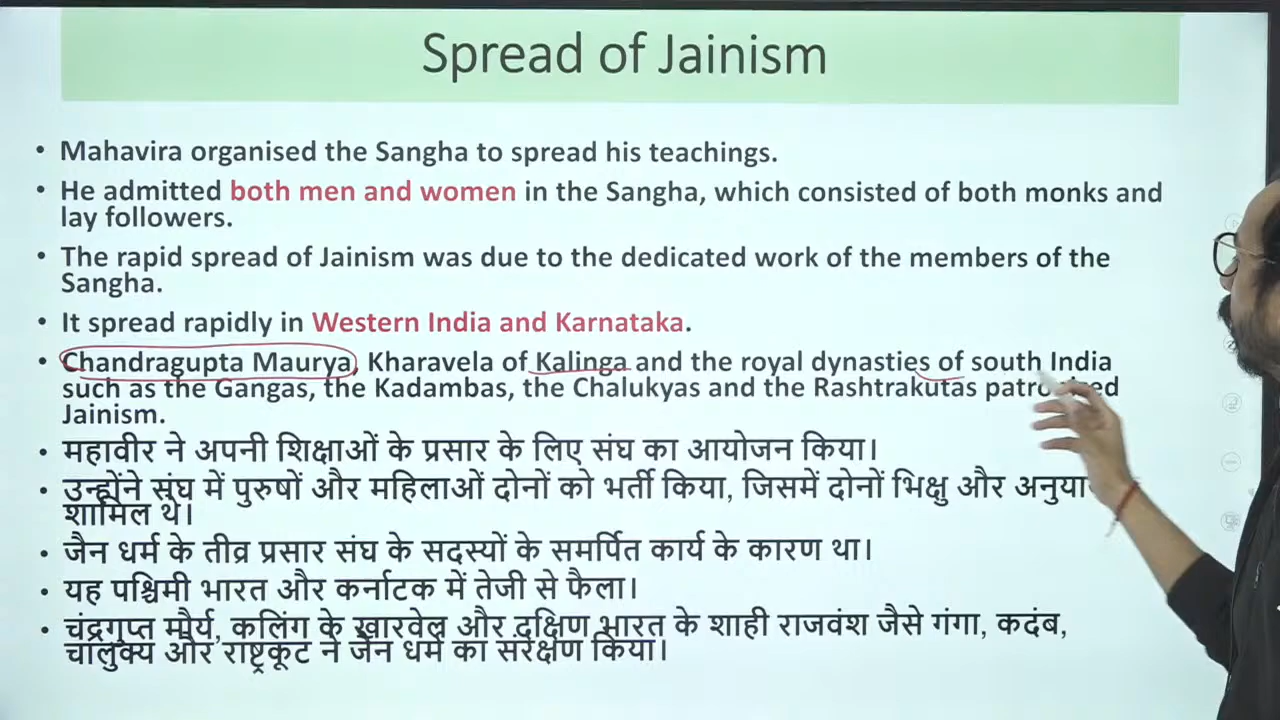 Spread of Jainism
• Mahavira organised the Sangha to spread his teachings.
• He admitted both men and women in the Sangha, which consisted of both monks and
lay followers.
• The rapid spread of Jainism was due to the dedicated work of the members of the
Sangha.
• It spread rapidly in Western India and Karnataka.
• Chandragupta Maurya, Kharavela of Kalinga and the royal dynasties of south India
such as the Gangas, the Kadambas, the Chalukyas and the Rashtrakutas
Jainism.
• महावीर ने अपनी शिक्षाओं के प्रसार के लिए संघ का आयोजन किया।
• उन्होंने संघ में पुरुषों और महिलाओं दोनों को भर्ती किया, जिसमें दोनों भिक्षु और
शामिल थे।
• जैन धर्म के तीव्र प्रसार संघ के सदस्यों के समर्पित कार्य के कारण था।
• यह पश्चिमी भारत और कर्नाटक में तेजी से फैला।
• चंद्रगुप्त मौर्य, कलिंग के खारवेल और दक्षिण भारत के शाही राजवंश जैसे गंगा, कदंब,
चालुक्य और राष्ट्रकूट ने जैन धर्म का संरक्षण किया।